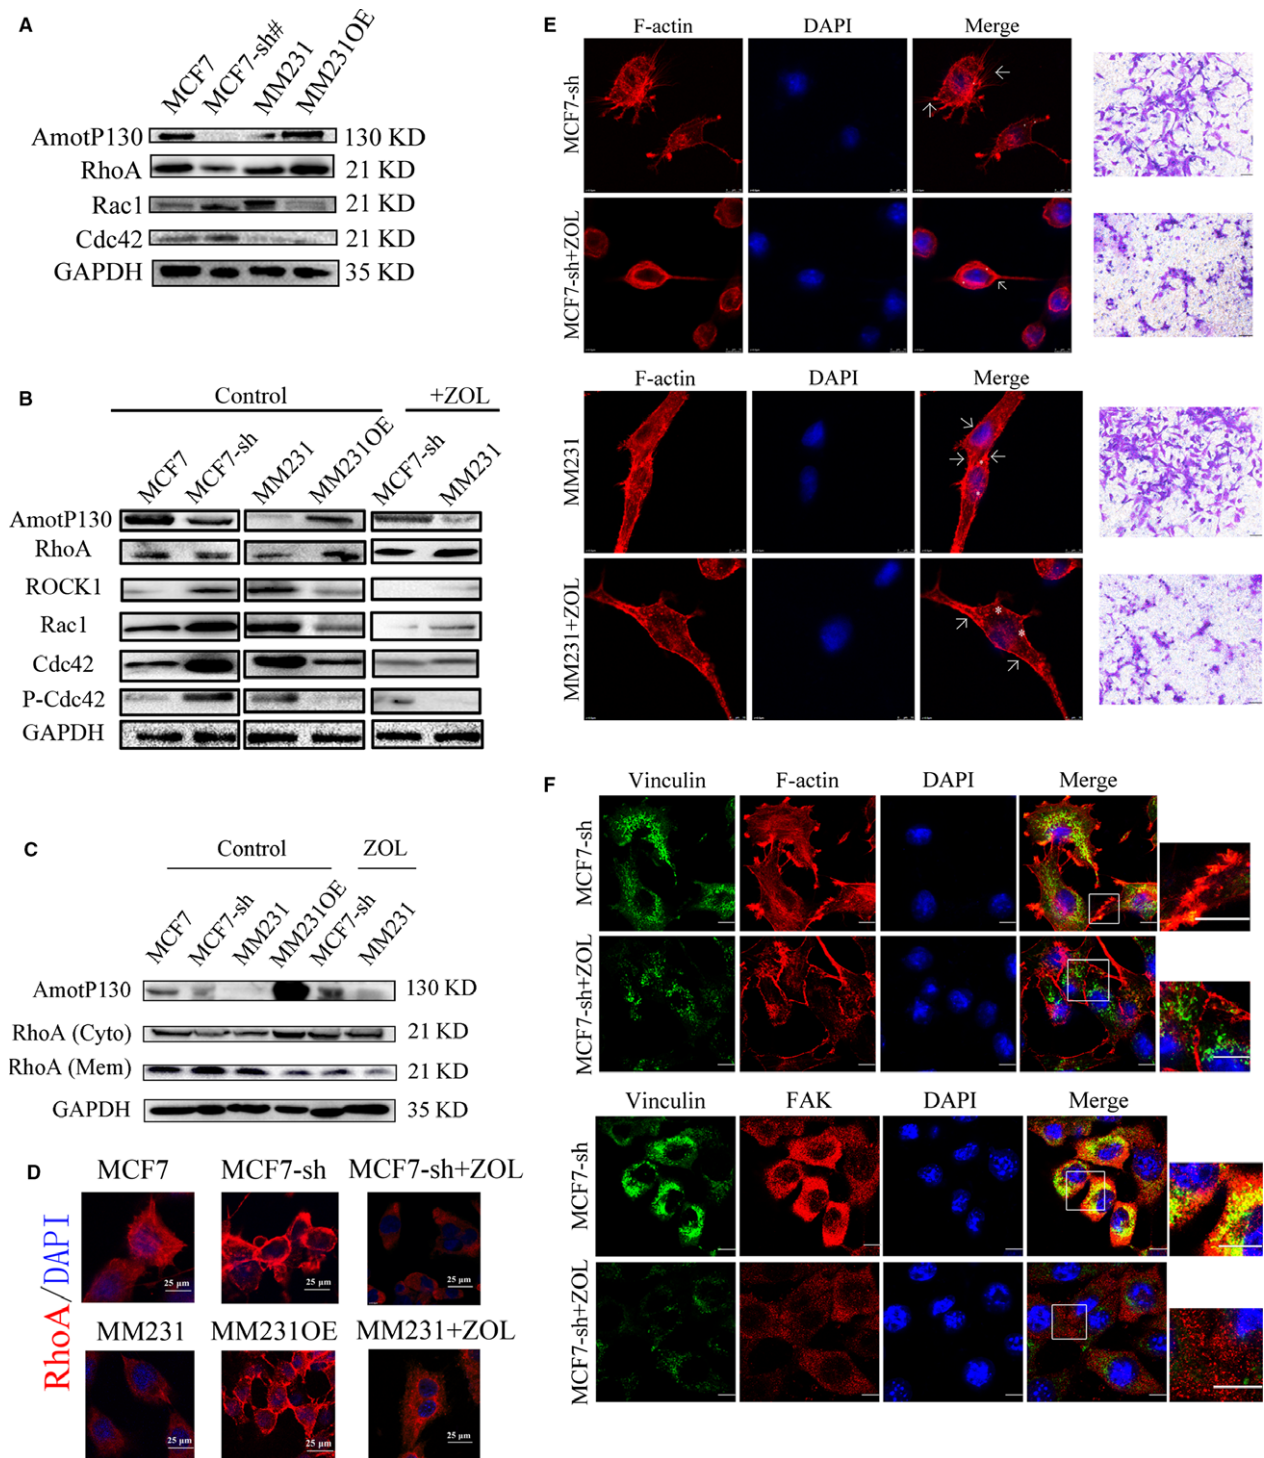 A
MCF7
MCF7-sh#
MM231
MM231OE
AmotP130
130 KD
RhoA
21 KD
Rac1
21 KD
Cdc42
21 KD
GAPDH
35 KD
B
Control
+ZOL
MCF7
MCF7-sh
MM231
MM231OE
MCF7-sh
MM231
AmotP130
RhoA
ROCK1
Rac1
Cdc42
P-Cdc42
GAPDH
C
Control
ZOL
MCF7
MCF7-sh
MM231
MM231OE
MCF7-sh
MM231
AmotP130
130 KD
RhoA (Cyto)
21 KD
RhoA (Mem)
21 KD
GAPDH
35 KD
D
RhoA/DAPI
MCF7
MCF7-sh
MCF7-sh+ZOL
25 μm
25 μm
25 μm
MM231
MM231OE
MM231+ZOL
25 μm
25 μm
25 μm
E
F-actin
DAPI
Merge
MCF7-sh
MCF7-sh+ZOL
F-actin
DAPI
Merge
MM231
MM231+ZOL
F
Vinculin
F-actin
DAPI
Merge
MCF7-sh
MCF7-sh+ZOL
Vinculin
FAK
DAPI
Merge
MCF7-sh
MCF7-sh+ZOL